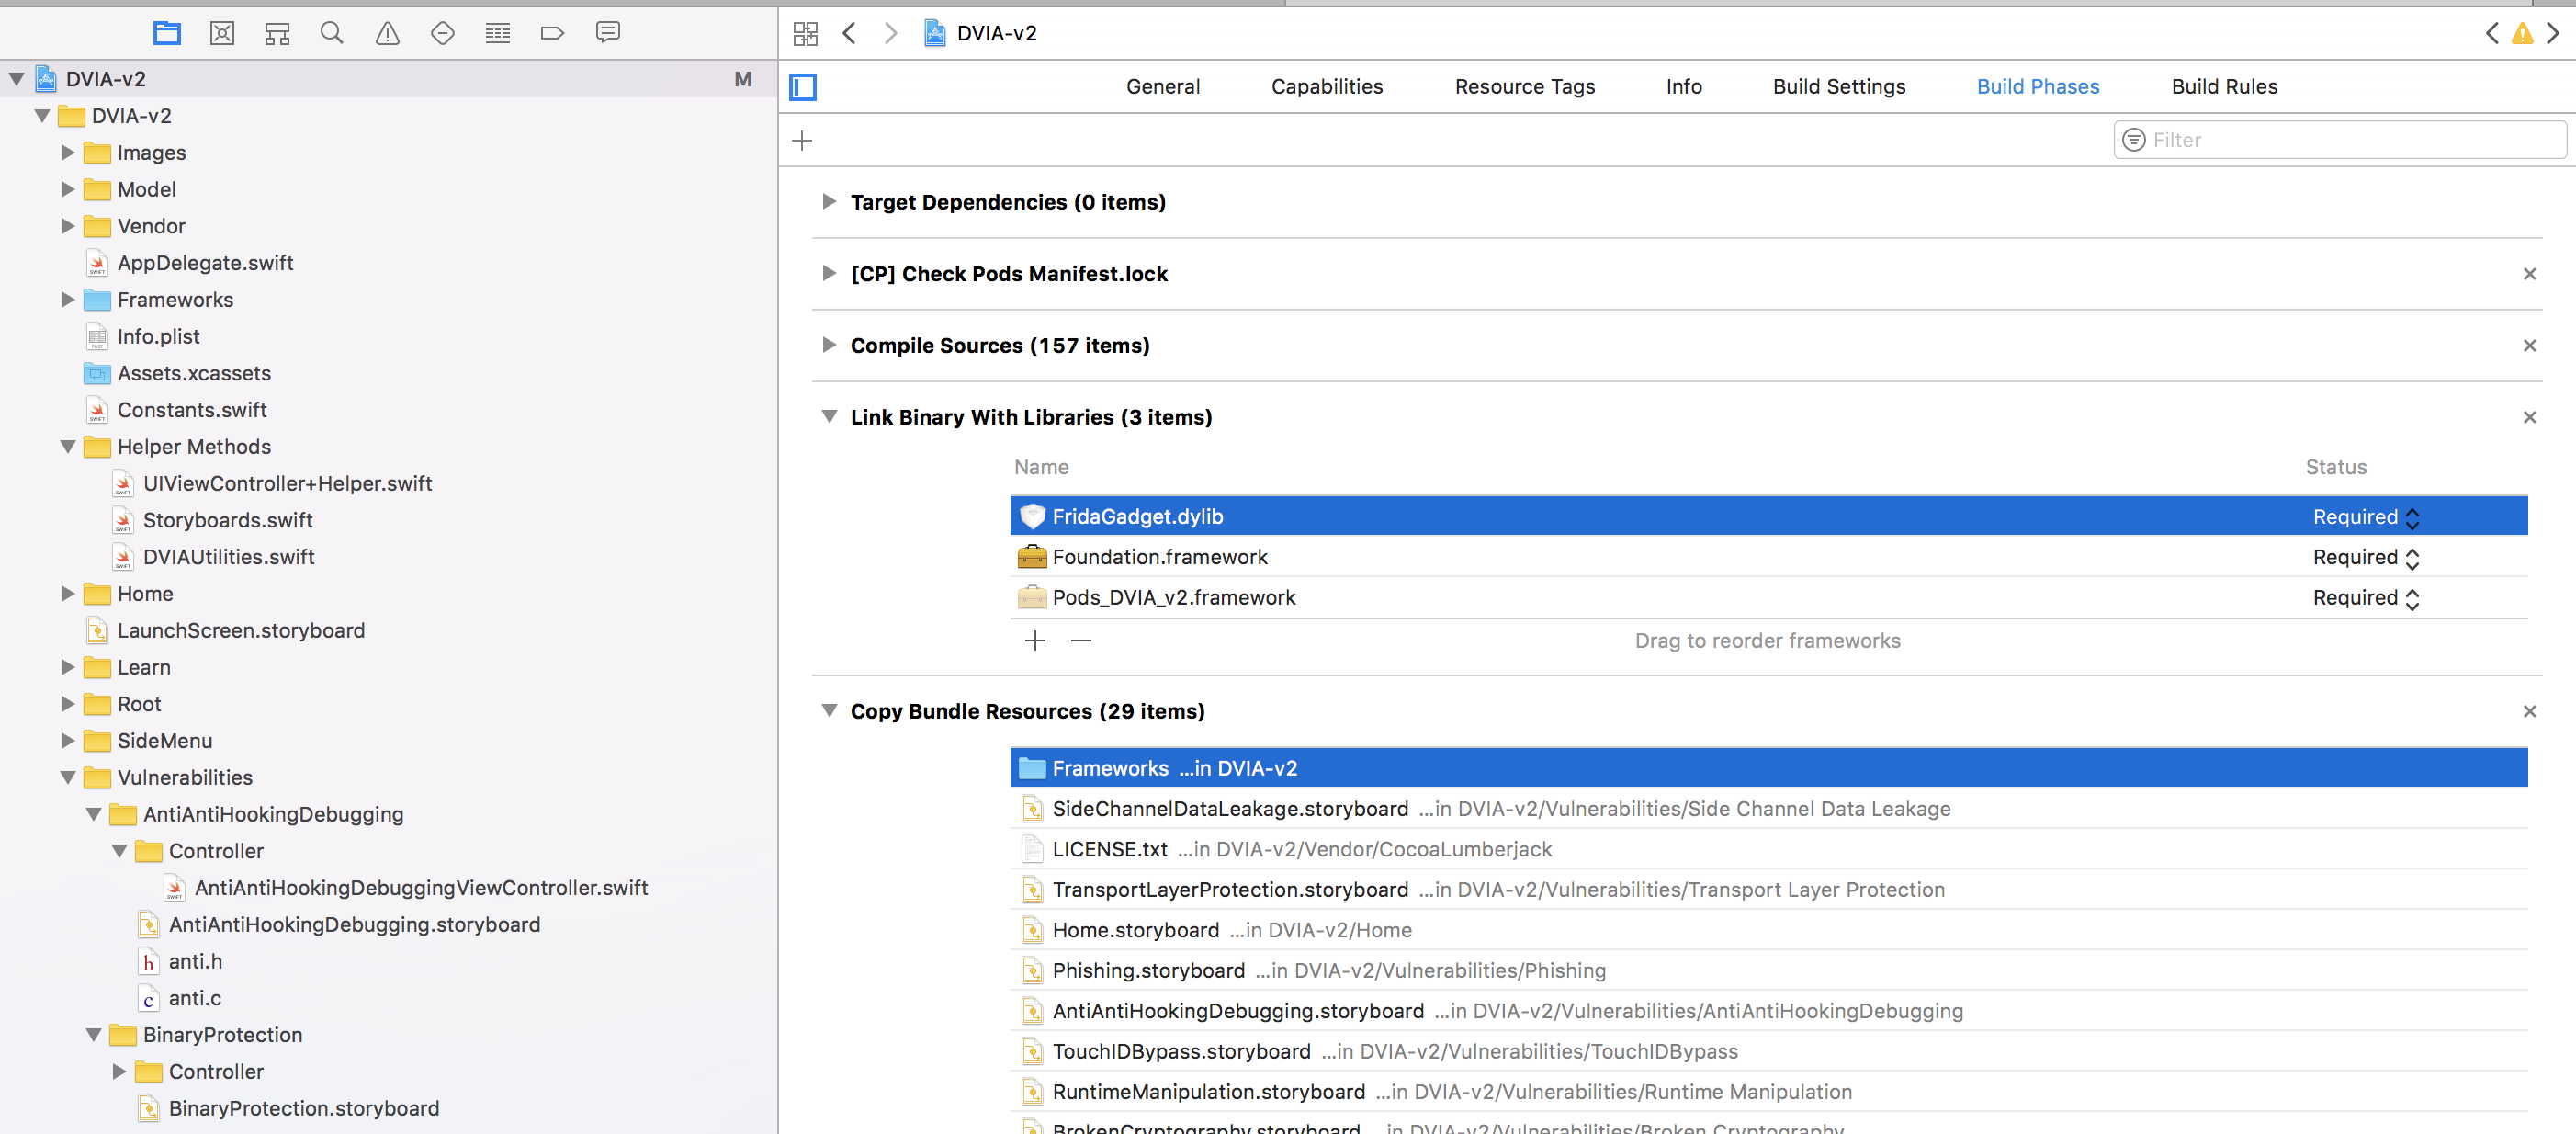 DVIA-v2
DVIA-v2 M
General Capabilities Resource Tags Info Build Settings Build Phases Build Rules
DVIA-v2
Images
Model
Vendor
AppDelegate.swift
Frameworks
Info.plist
Assets.xcassets
Constants.swift
Helper Methods
UIViewController+Helper.swift
Storyboards.swift
DVIAUtilities.swift
Home
LaunchScreen.storyboard
Learn
Root
SideMenu
Vulnerabilities
AntiAntiHookingDebugging
Controller
AntiAntiHookingDebuggingViewController.swift
AntiAntiHookingDebugging.storyboard
h anti.h
c anti.c
BinaryProtection
Controller
BinaryProtection.storyboard
Filter
Target Dependencies (0 items)
[CP] Check Pods Manifest.lock
Compile Sources (157 items)
Link Binary With Libraries (3 items)
Name Status
FridaGadget.dylib Required
Foundation.framework Required
Pods_DVIA_v2.framework Required
Drag to reorder frameworks
Copy Bundle Resources (29 items)
Frameworks ...in DVIA-v2
SideChannelDataLeakage.storyboard ...in DVIA-v2/Vulnerabilities/Side Channel Data Leakage
LICENSE.txt ...in DVIA-v2/Vendor/CocoaLumberjack
TransportLayerProtection.storyboard ...in DVIA-v2/Vulnerabilities/Transport Layer Protection
Home.storyboard ...in DVIA-v2/Home
Phishing.storyboard ...in DVIA-v2/Vulnerabilities/Phishing
AntiAntiHookingDebugging.storyboard ...in DVIA-v2/Vulnerabilities/AntiAntiHookingDebugging
TouchIDBypass.storyboard ...in DVIA-v2/Vulnerabilities/TouchIDBypass
RuntimeManipulation.storyboard ...in DVIA-v2/Vulnerabilities/Runtime Manipulation
BrokenCryptography.storyboard ...in DVIA-v2/Vulnerabilities/Broken Cryptography